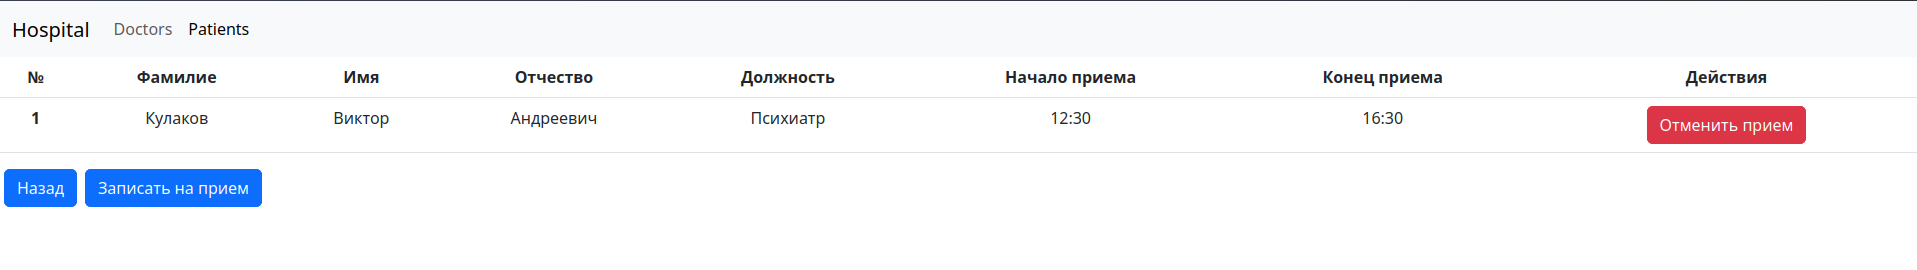 Hospital Doctors Patients
№ Фамилие Имя Отчество Должность Начало приема Конец приема Действия
1 Кулаков Виктор Андреевич Психиатр 12:30 16:30 Отменить прием
Назад Записать на прием